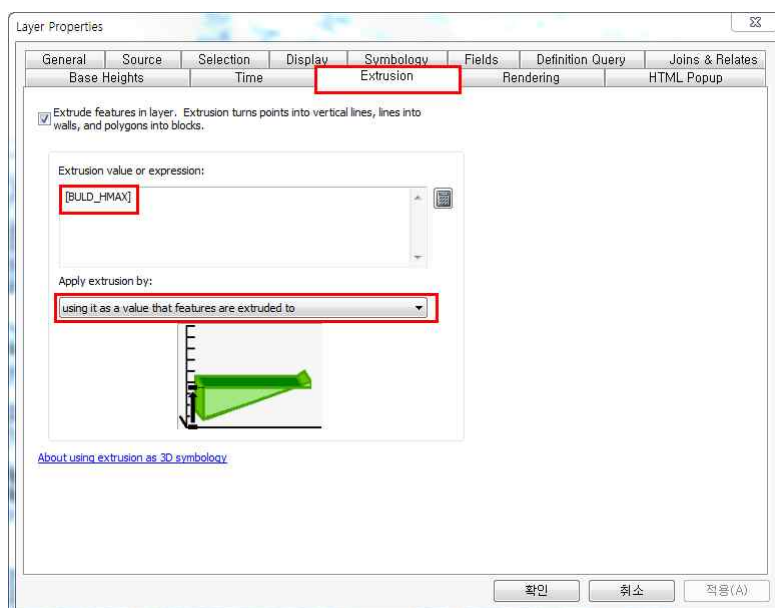 Layer Properties
General Source Selection Display Symbology Fields Definition Query Joins & Relates
Base Heights Time Extrusion Rendering HTML Popup
Extrude features in layer. Extrusion turns points into vertical lines, lines into
walls, and polygons into blocks.
Extrusion value or expression:
[BULD_HMAX]
Apply extrusion by:
using it as a value that features are extruded to
About using extrusion as 3D symbology
확인 취소 적용(A)